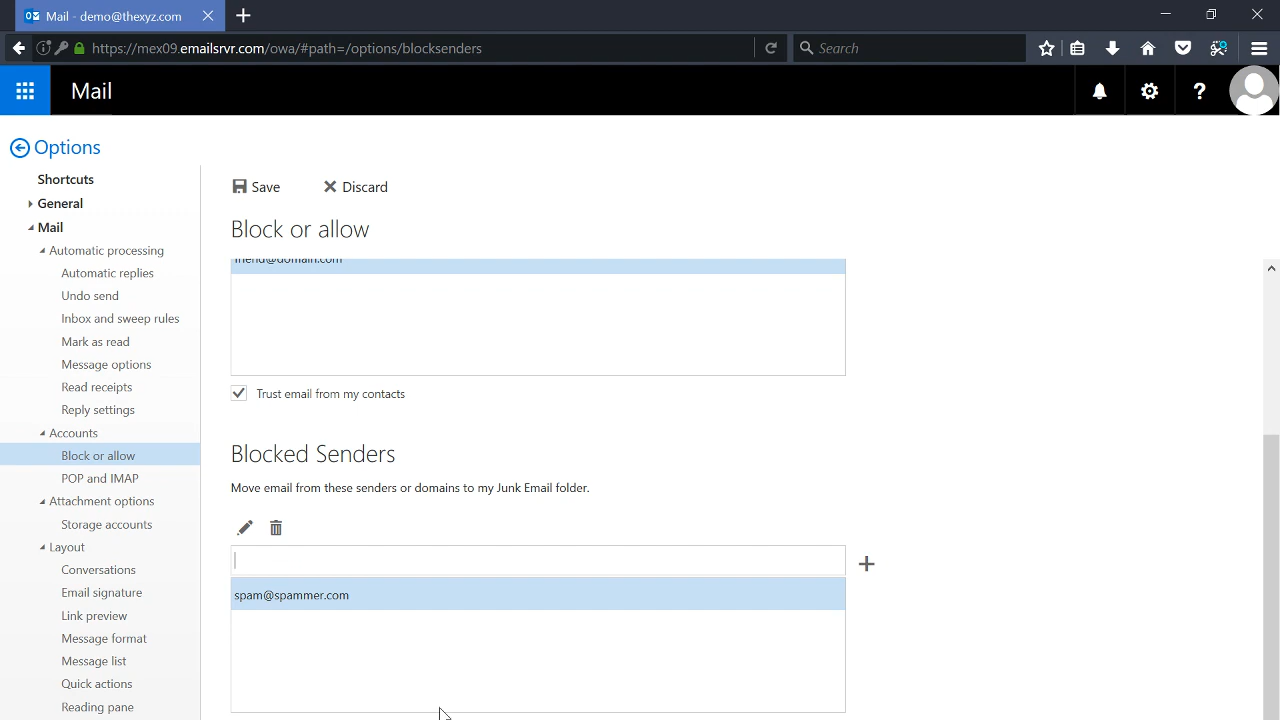 Mail - demo@thexyz.com
https://mex09.emailsrvr.com/owa/#path=/options/blocksenders
Search
Mail
?
Options
Shortcuts
General
Mail
Automatic processing
Automatic replies
Undo send
Inbox and sweep rules
Mark as read
Message options
Read receipts
Reply settings
Accounts
Block or allow
POP and IMAP
Attachment options
Storage accounts
Layout
Conversations
Email signature
Link preview
Message format
Message list
Quick actions
Reading pane
Save Discard
Block or allow
friend@domain.com
Trust email from my contacts
Blocked Senders
Move email from these senders or domains to my Junk Email folder.
spam@spammer.com